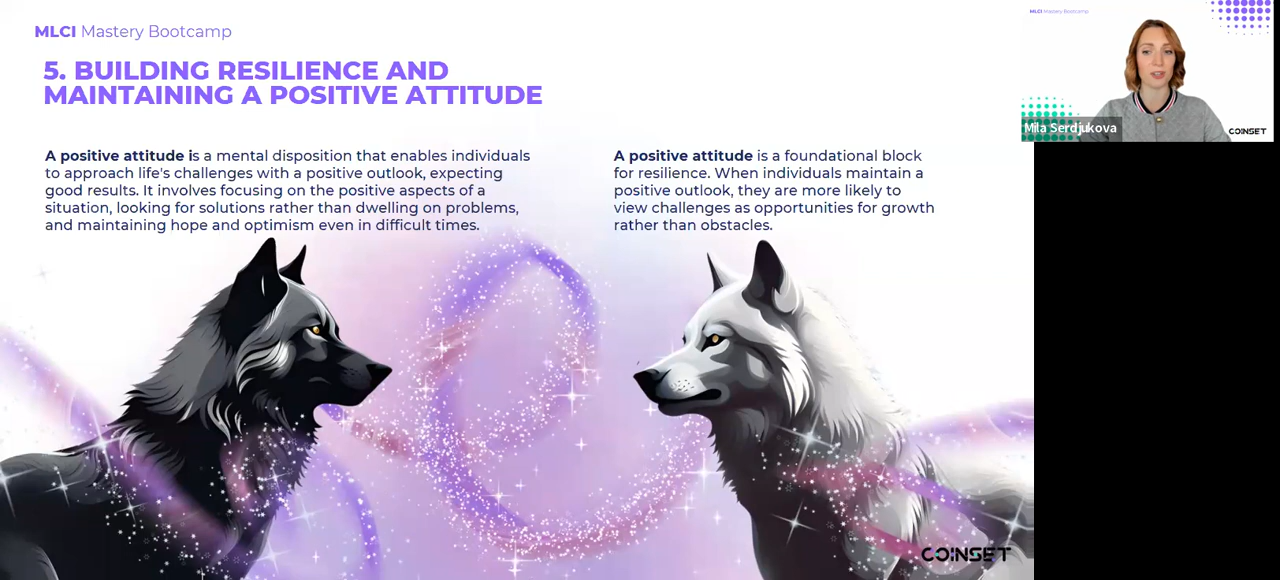 MLCI Mastery Bootcamp
5. BUILDING RESILIENCE AND
MAINTAINING A POSITIVE ATTITUDE
A positive attitude is a mental disposition that enables individuals
to approach life's challenges with a positive outlook, expecting
good results. It involves focusing on the positive aspects of a
situation, looking for solutions rather than dwelling on problems,
and maintaining hope and optimism even in difficult times.
A positive attitude is a foundational block
for resilience. When individuals maintain a
positive outlook, they are more likely to
view challenges as opportunities for growth
rather than obstacles.
COINSET
MLCI Mastery Bootcamp
Mila Serdjukova
COINSET